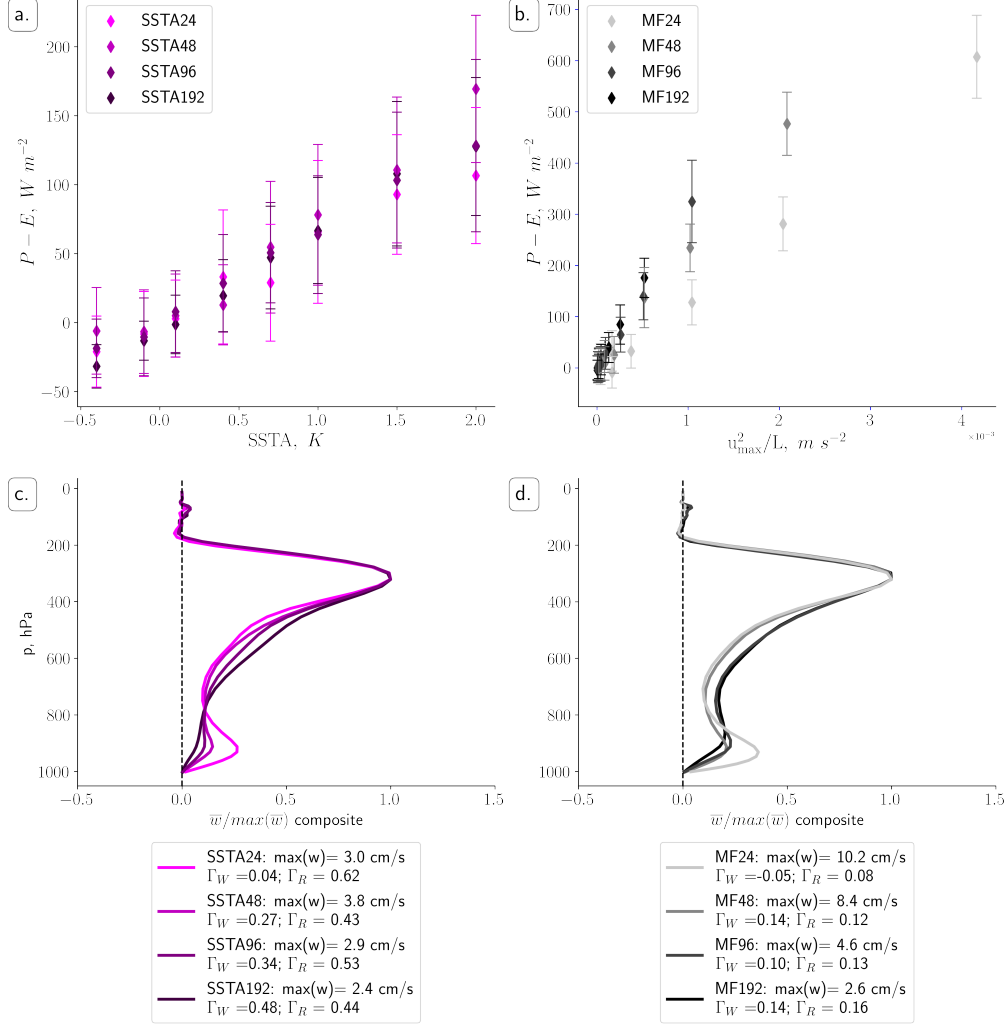 a.
SSTA24
SSTA48
SSTA96
SSTA192
200
150
100
50
0
−50
P − E, W m⁻²
−0.5 0.0 0.5 1.0 1.5 2.0
SSTA, K
b.
MF24
MF48
MF96
MF192
700
600
500
400
300
200
100
0
P − E, W m⁻²
0 1 2 3 4
×10⁻³
u²max/L, m s⁻²
c.
0
200
400
600
800
1000
p, hPa
−0.5 0.0 0.5 1.0 1.5
w̅/max(w̅) composite
d.
0
200
400
600
800
1000
−0.5 0.0 0.5 1.0 1.5
w̅/max(w̅) composite
SSTA24: max(w)= 3.0 cm/s
Γ_W =0.04; Γ_R = 0.62
SSTA48: max(w)= 3.8 cm/s
Γ_W =0.27; Γ_R = 0.43
SSTA96: max(w)= 2.9 cm/s
Γ_W =0.34; Γ_R = 0.53
SSTA192: max(w)= 2.4 cm/s
Γ_W =0.48; Γ_R = 0.44
MF24: max(w)= 10.2 cm/s
Γ_W =-0.05; Γ_R = 0.08
MF48: max(w)= 8.4 cm/s
Γ_W =0.14; Γ_R = 0.12
MF96: max(w)= 4.6 cm/s
Γ_W =0.10; Γ_R = 0.13
MF192: max(w)= 2.6 cm/s
Γ_W =0.14; Γ_R = 0.16